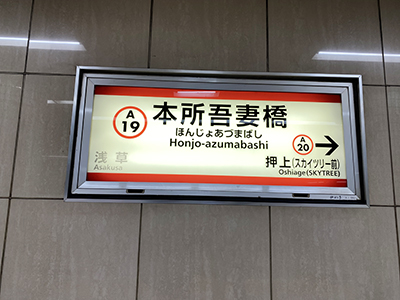 A
19
本所吾妻橋
ほんじょあづまばし
Honjo-azumabashi
浅草
Asakusa
A
20
押上(スカイツリー前)
Oshiage(SKYTREE)